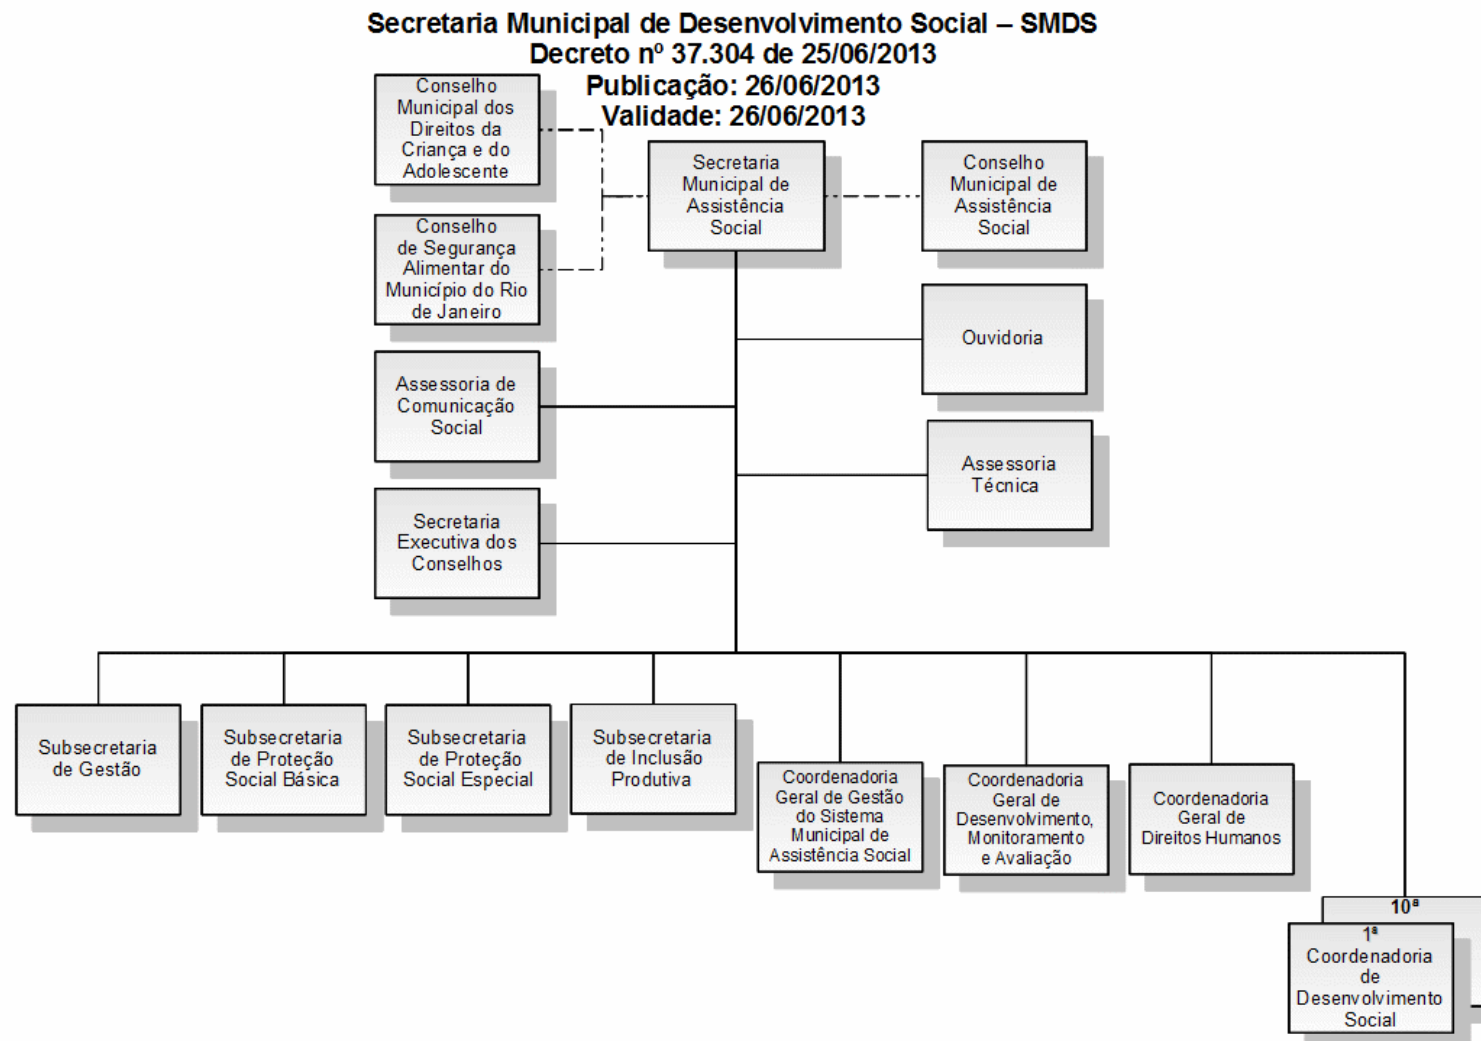 Secretaria Municipal de Desenvolvimento Social – SMDS
Decreto nº 37.304 de 25/06/2013
Publicação: 26/06/2013
Validade: 26/06/2013
Conselho
Municipal dos
Direitos da
Criança e do
Adolescente
Secretaria
Municipal de
Assistência
Social
Conselho
Municipal de
Assistência
Social
Conselho
de Segurança
Alimentar do
Município do Rio
de Janeiro
Ouvidoria
Assessoria de
Comunicação
Social
Assessoria
Técnica
Secretaria
Executiva dos
Conselhos
Subsecretaria
de Gestão
Subsecretaria
de Proteção
Social Básica
Subsecretaria
de Proteção
Social Especial
Subsecretaria
de Inclusão
Produtiva
Coordenadoria
Geral de Gestão
do Sistema
Municipal de
Assistência Social
Coordenadoria
Geral de
Desenvolvimento,
Monitoramento
e Avaliação
Coordenadoria
Geral de
Direitos Humanos
10ª
1ª
Coordenadoria
de
Desenvolvimento
Social